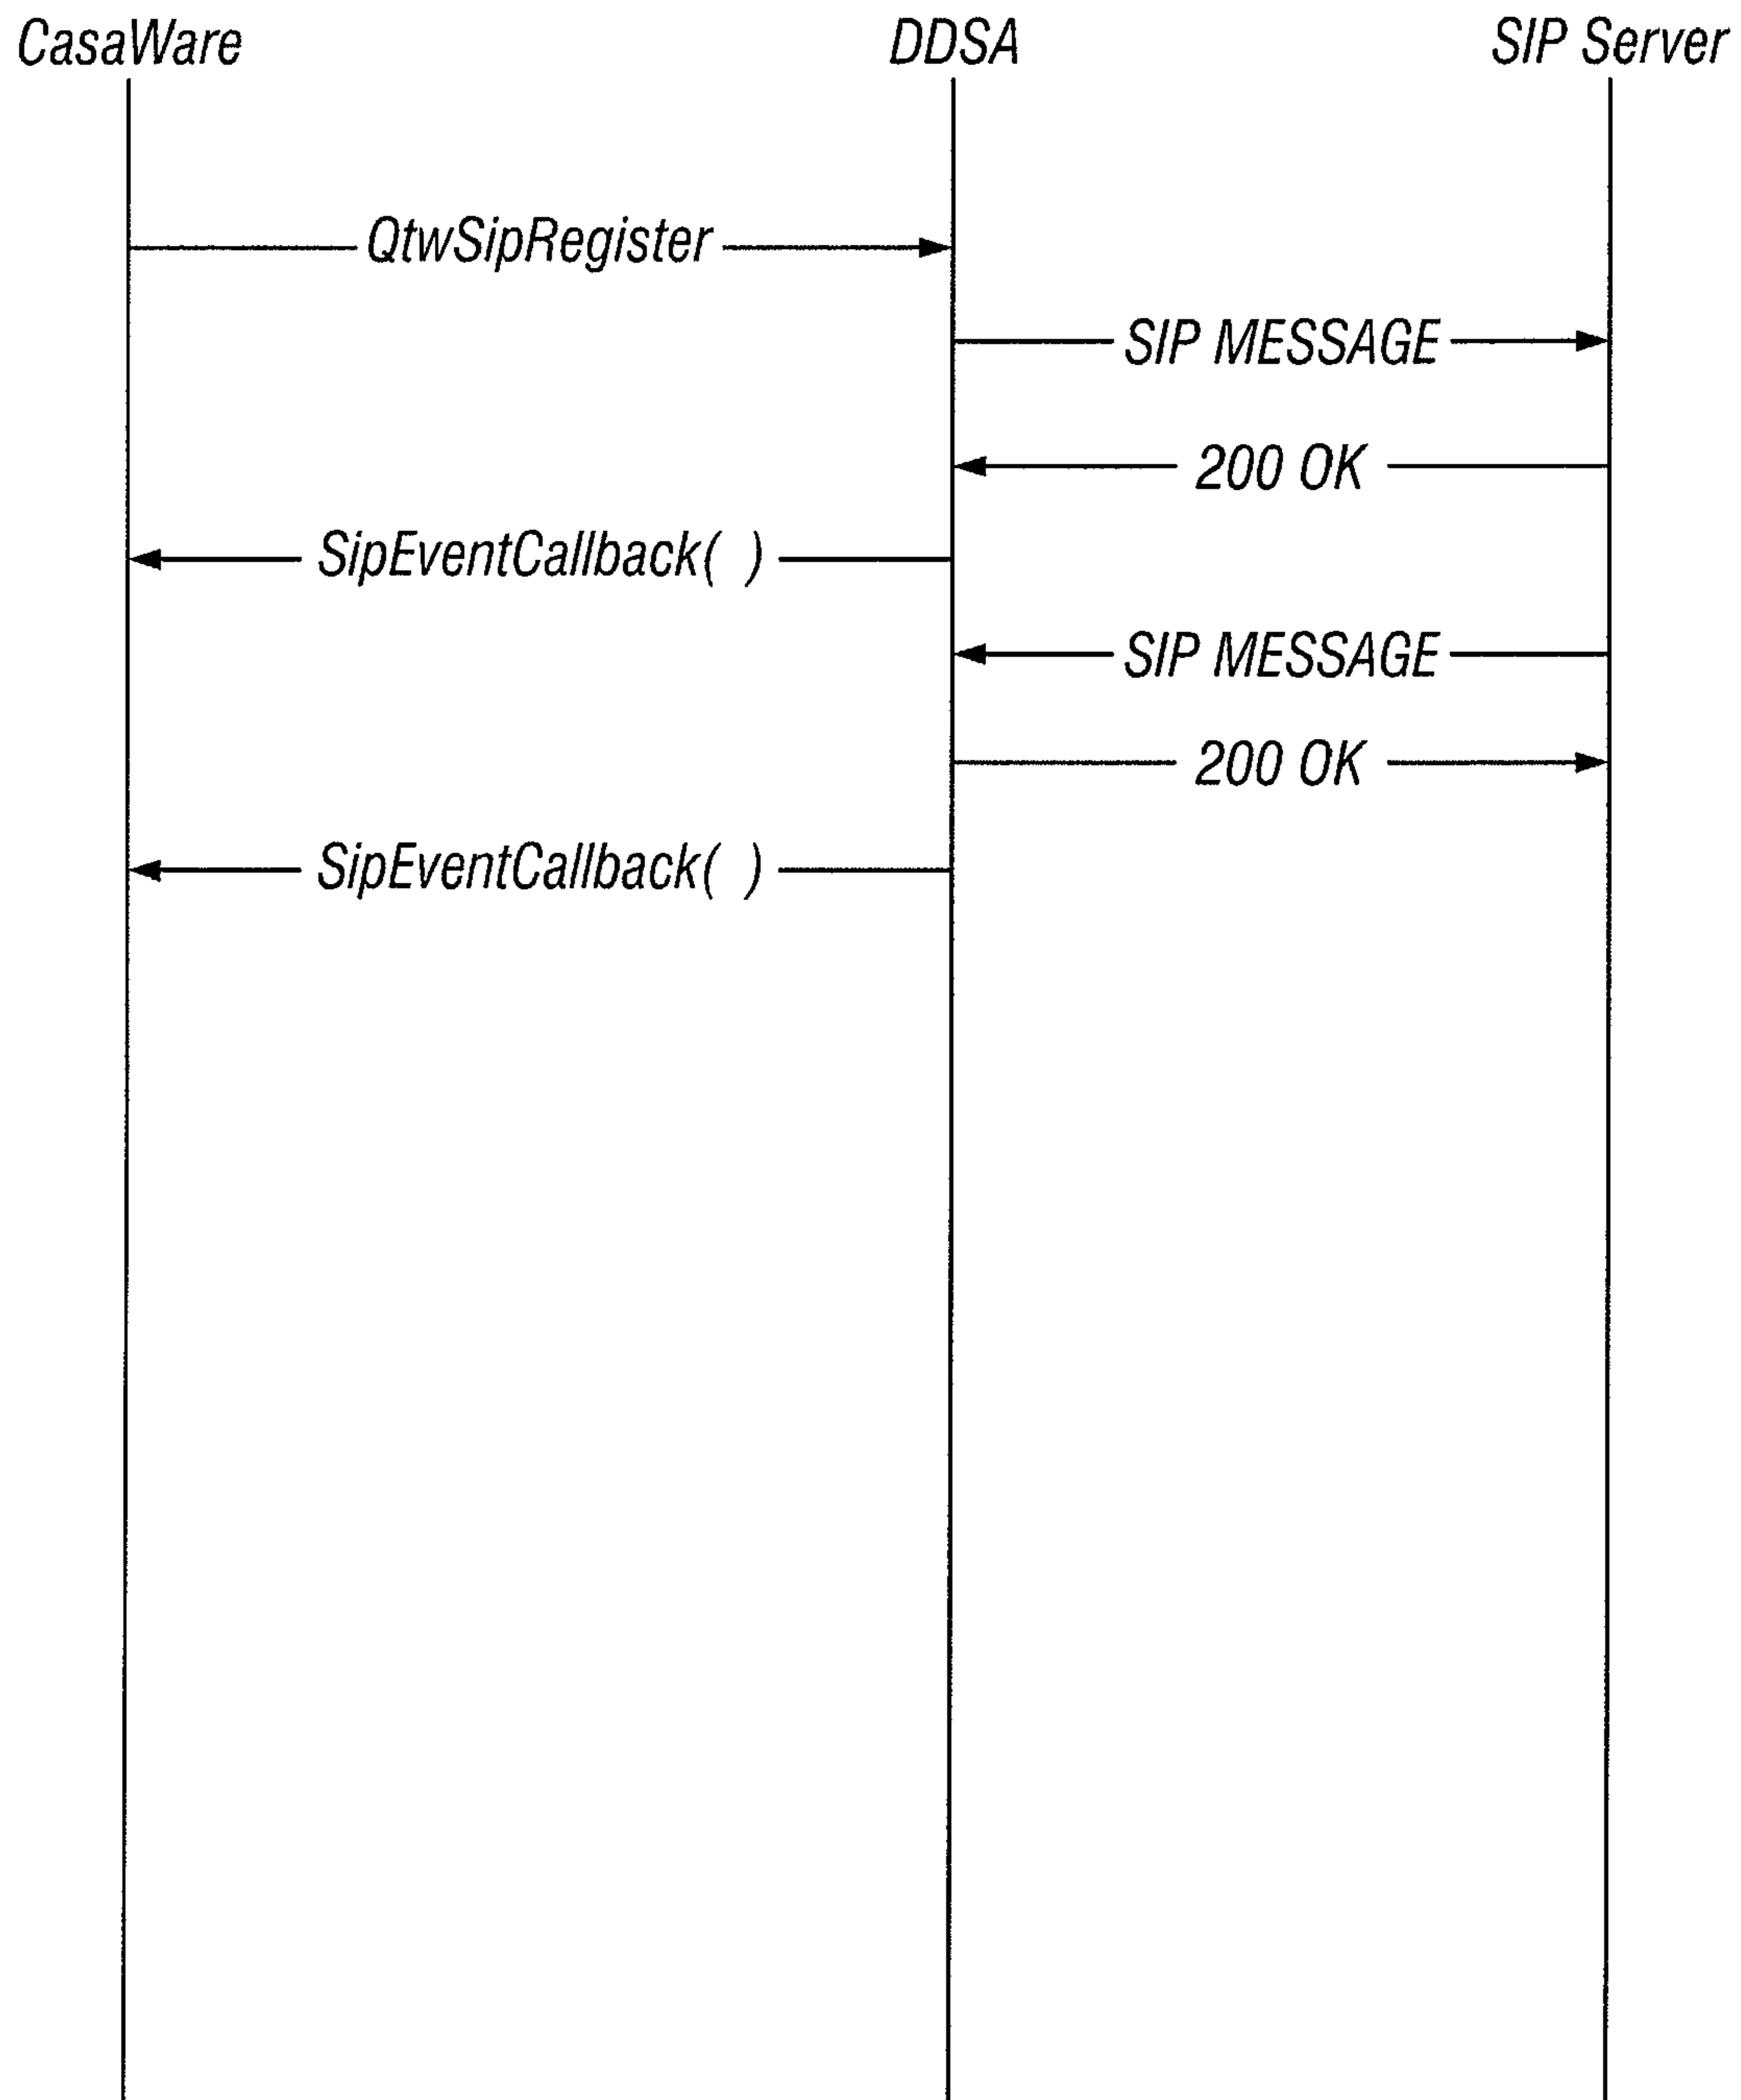 CasaWare DDSA SIP Server
QtwSipRegister
SIP MESSAGE
200 OK
SipEventCallback( )
SIP MESSAGE
200 OK
SipEventCallback( )